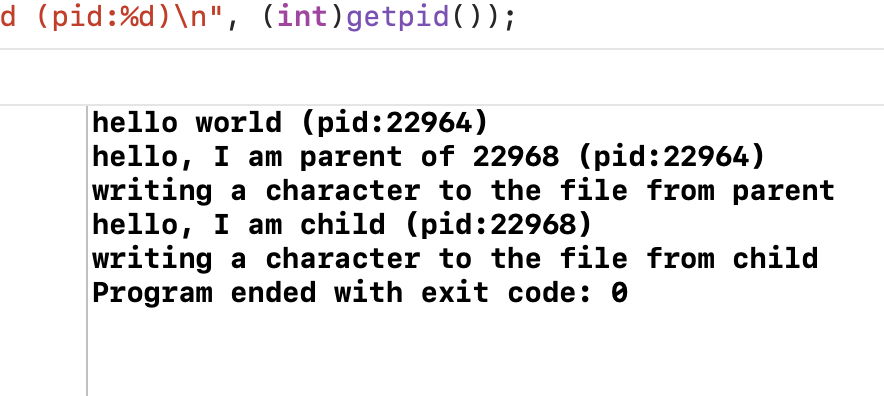 d (pid:%d)\n", (int)getpid());
hello world (pid:22964)
hello, I am parent of 22968 (pid:22964)
writing a character to the file from parent
hello, I am child (pid:22968)
writing a character to the file from child
Program ended with exit code: 0